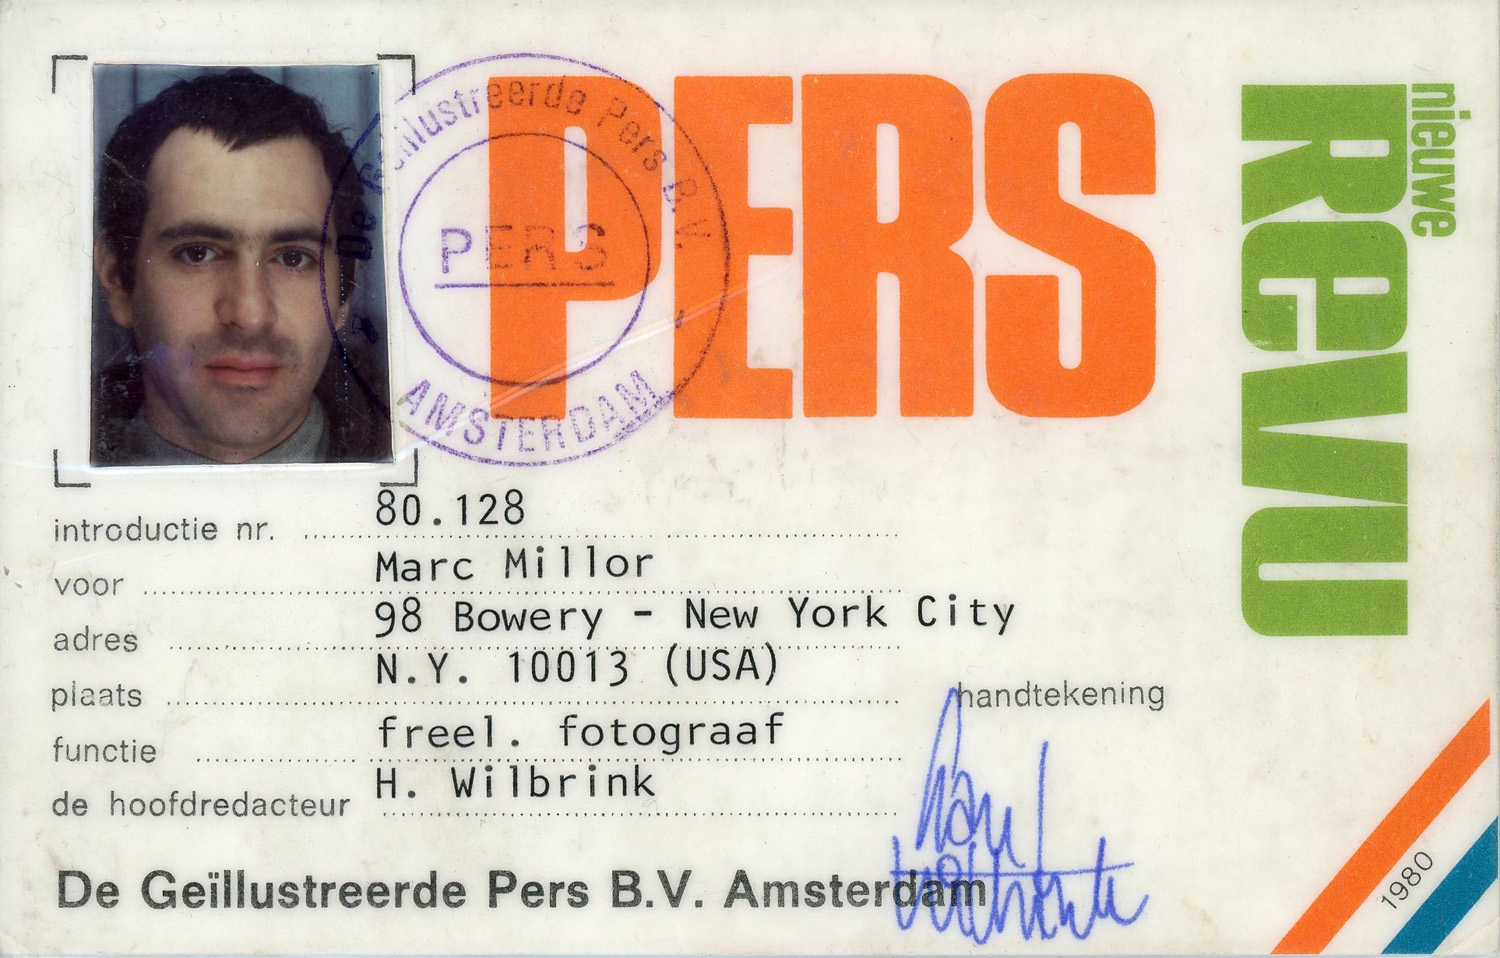 De Geïllustreerde Pers B.V.
PERS
AMSTERDAM
PERS
nieuwe
Revu
introductie nr. 80.128
voor Marc Millor
adres 98 Bowery - New York City
plaats N.Y. 10013 (USA)
functie freel. fotograaf
de hoofdredacteur H. Wilbrink
handtekening
De Geïllustreerde Pers B.V. Amsterdam
1980